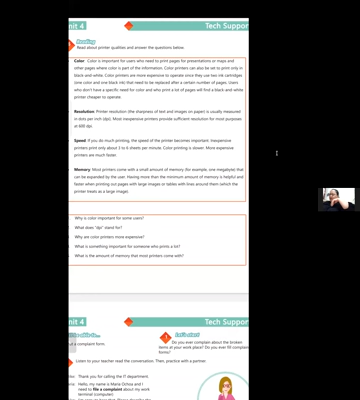 nit 4
Tech Suppor
Reading
Read about printer qualities and answer the questions below.
Color: Color is important for users who need to print pages for presentations or maps and
other pages where color is part of the information. Color printers can also be set to print only in
black-and-white. Color printers are more expensive to operate since they use two ink cartridges
(one color and one black ink) that need to be replaced after a certain number of pages. Users
who don't have a specific need for color and who print a lot of pages will find a black-and-white
printer cheaper to operate.
Resolution: Printer resolution (the sharpness of text and images on paper) is usually measured
in dots per inch (dpi). Most inexpensive printers provide sufficient resolution for most purposes
at 600 dpi.
Speed: If you do much printing, the speed of the printer becomes important. Inexpensive
printers print only about 3 to 6 sheets per minute. Color printing is slower. More expensive
printers are much faster.
Memory: Most printers come with a small amount of memory (for example, one megabyte) that
can be expanded by the user. Having more than the minimum amount of memory is helpful and
faster when printing out pages with large images or tables with lines around them (which the
printer treats as a large image).
Why is color important for some users?
What does "dpi" stand for?
Why are color printers more expensive?
What is something important for someone who prints a lot?
What is the amount of memory that most printers come with?
nit 4
Tech Suppor
ut a complaint form.
Let's start
Do you ever complain about the broken
items at your work place? Do you ever fill complain
forms?
Listen to your teacher read the conversation. Then, practice with a partner.
Thank you for calling the IT department.
Hello, my name is Maria Ochoa and I
need to file a complaint about my work
terminal (computer).